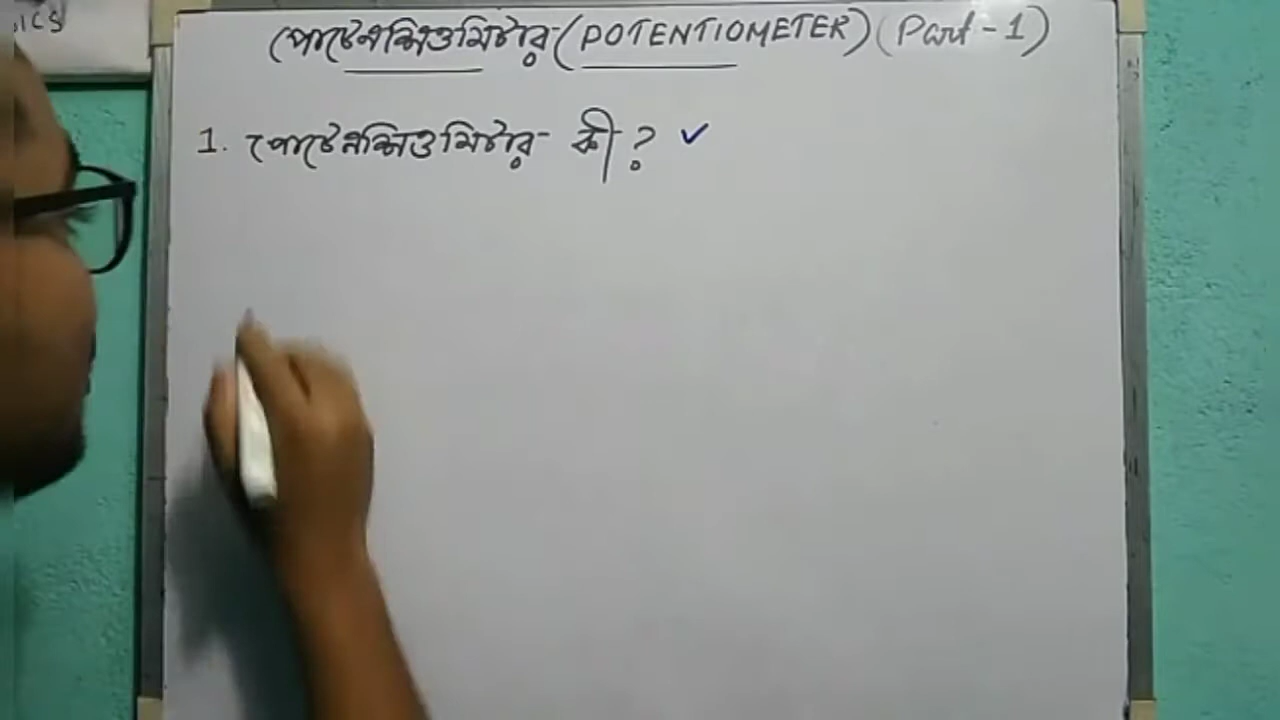 পোটেনশিওমিটার (POTENTIOMETER) (Part - 1)
1. পোটেনশিওমিটার কী? ✓